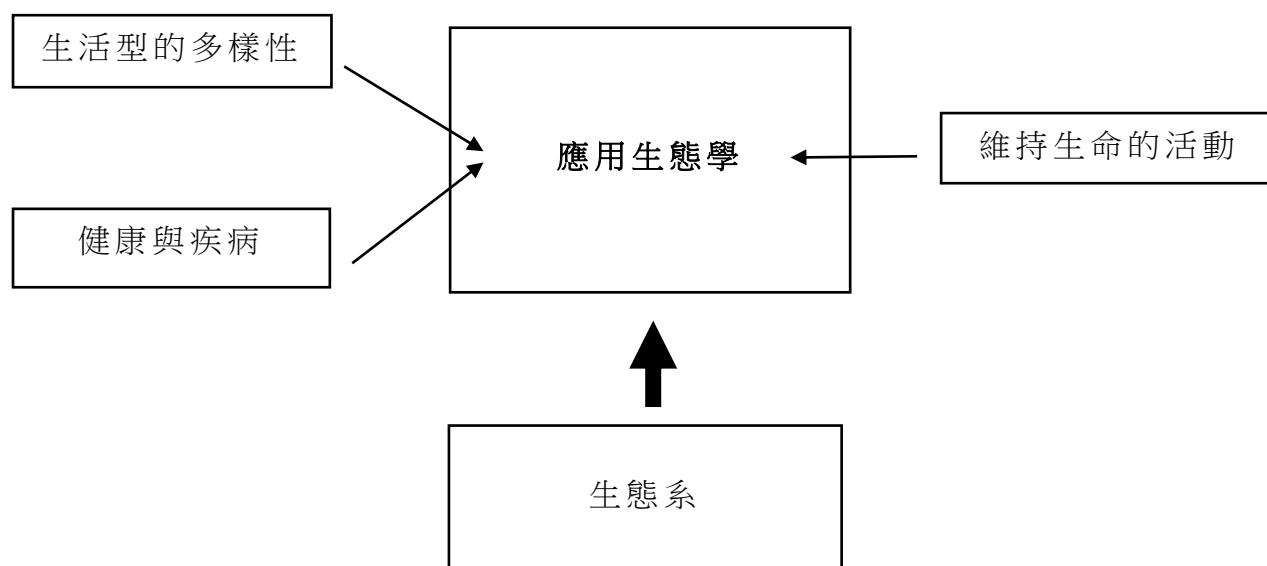 生活型的多樣性
應用生態學
維持生命的活動
健康與疾病
生態系